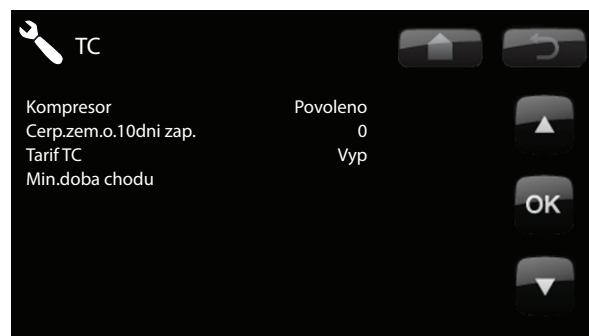 TC
Kompresor Povoleno
Cerp.zem.o.10dni zap. 0
Tarif TC Vyp
Min.doba chodu
OK